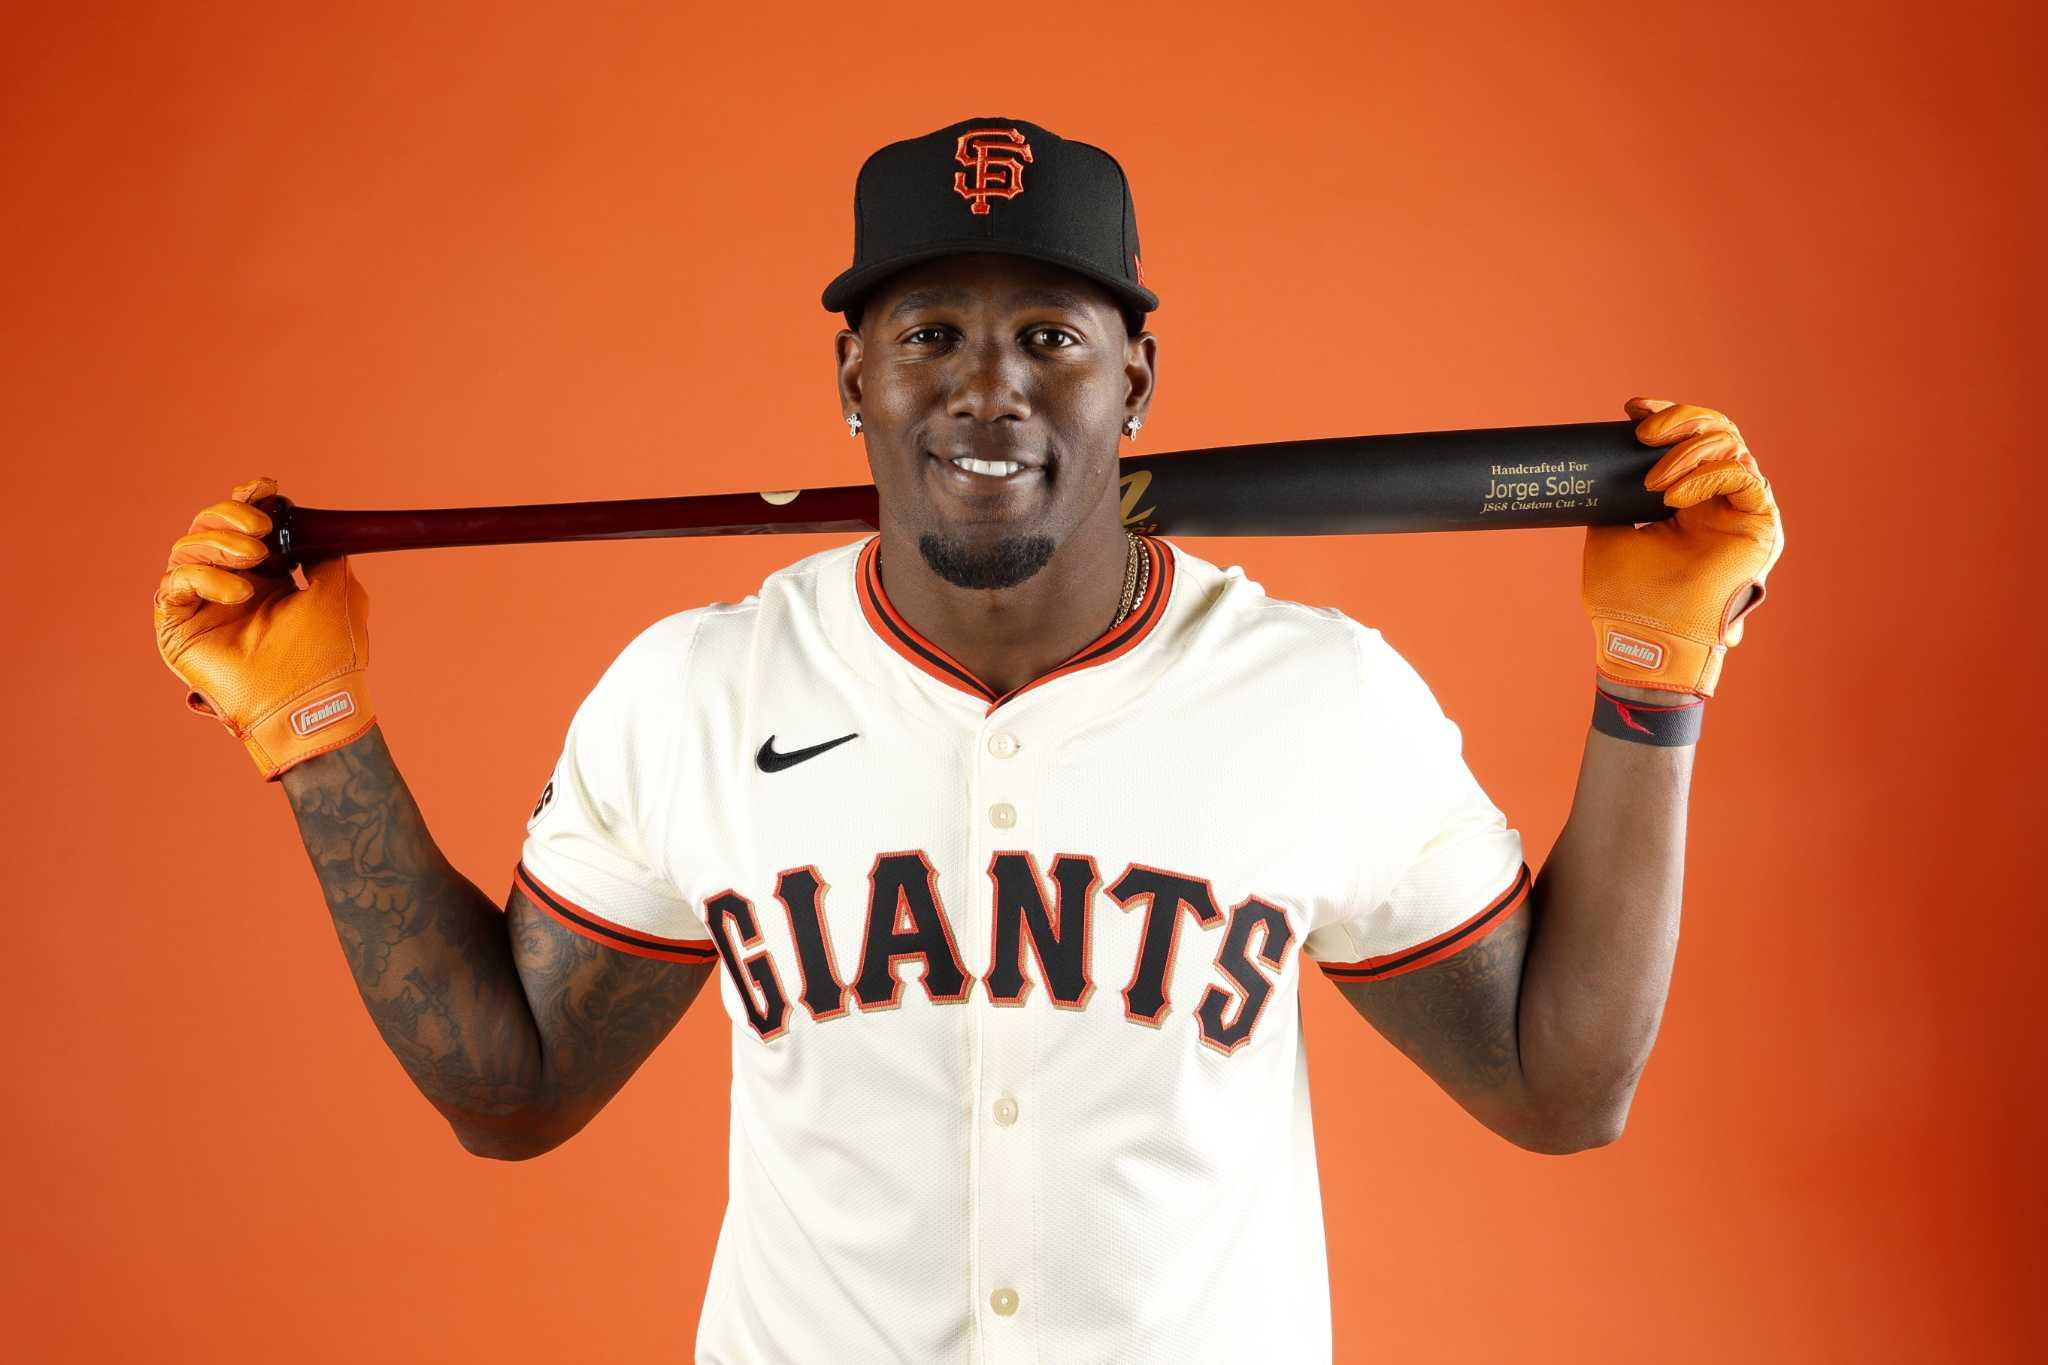 SF
Handcrafted For
Jorge Soler
JS68 Custom Cut - M
Franklin
Franklin
GIANTS